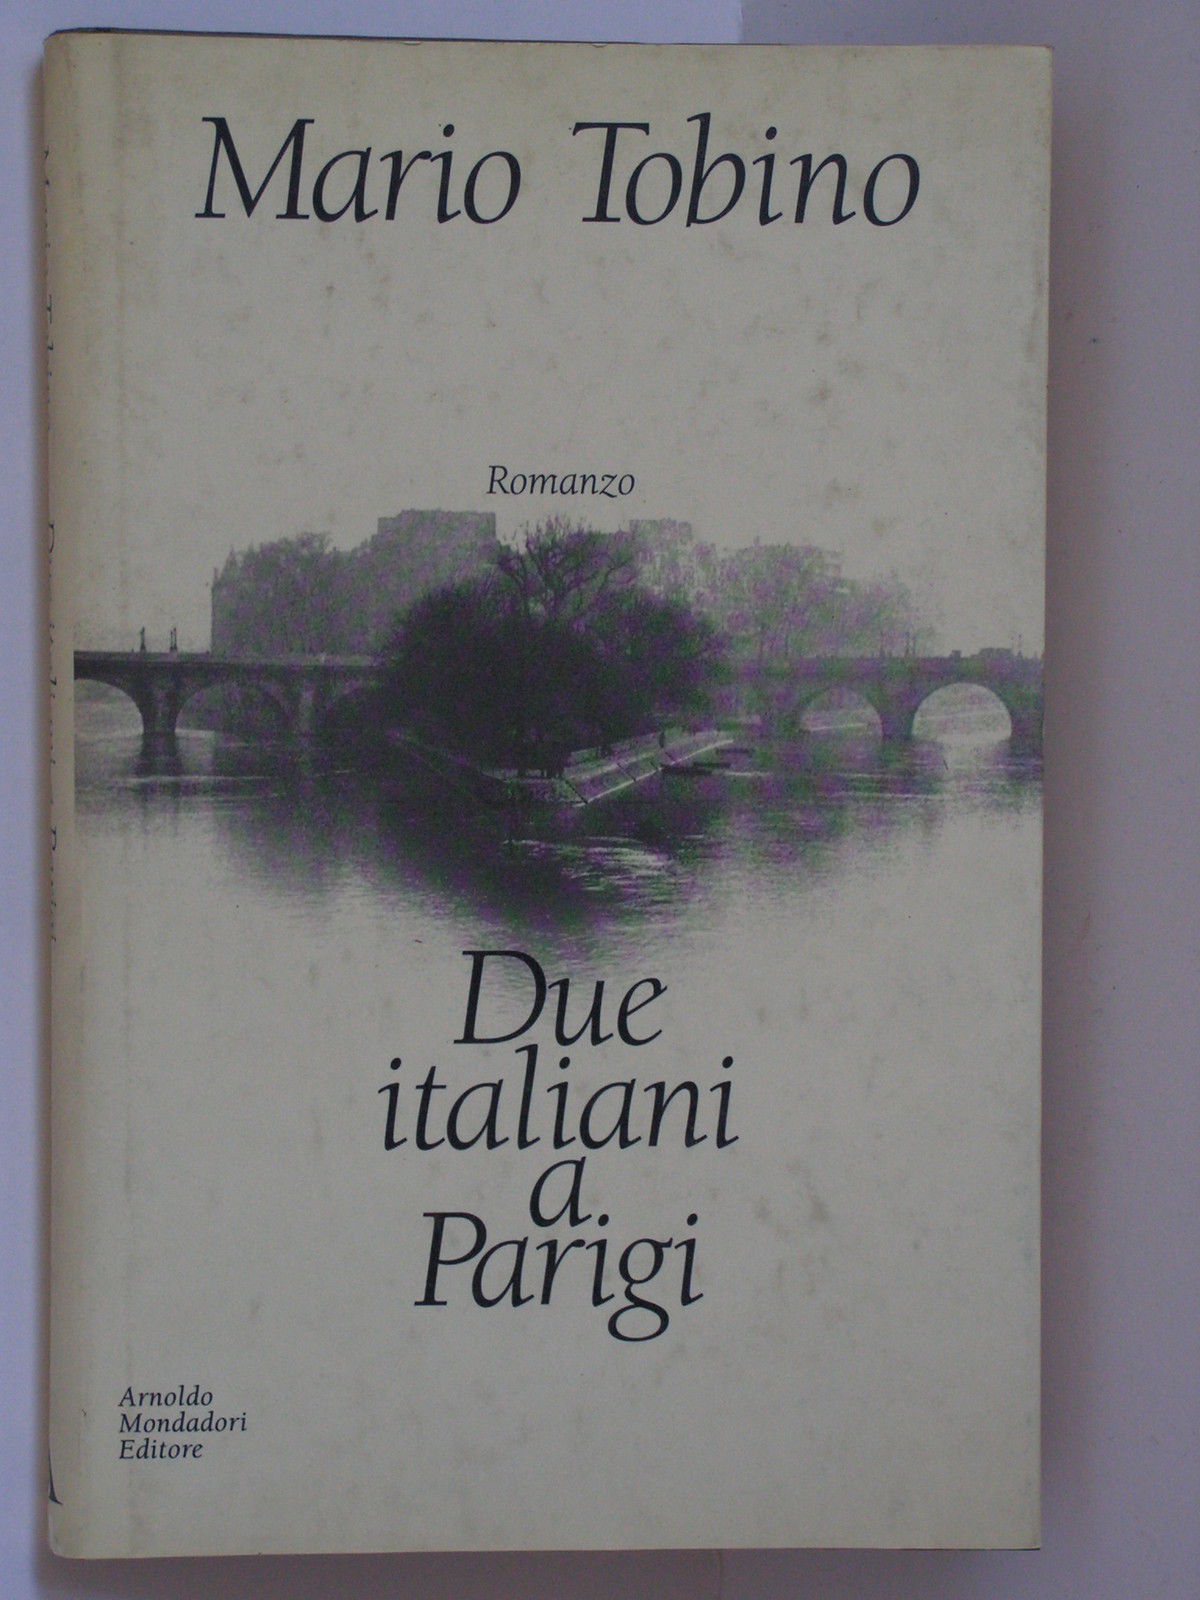 Mario Tobino
Romanzo
Due
italiani
a
Parigi
Arnoldo
Mondadori
Editore